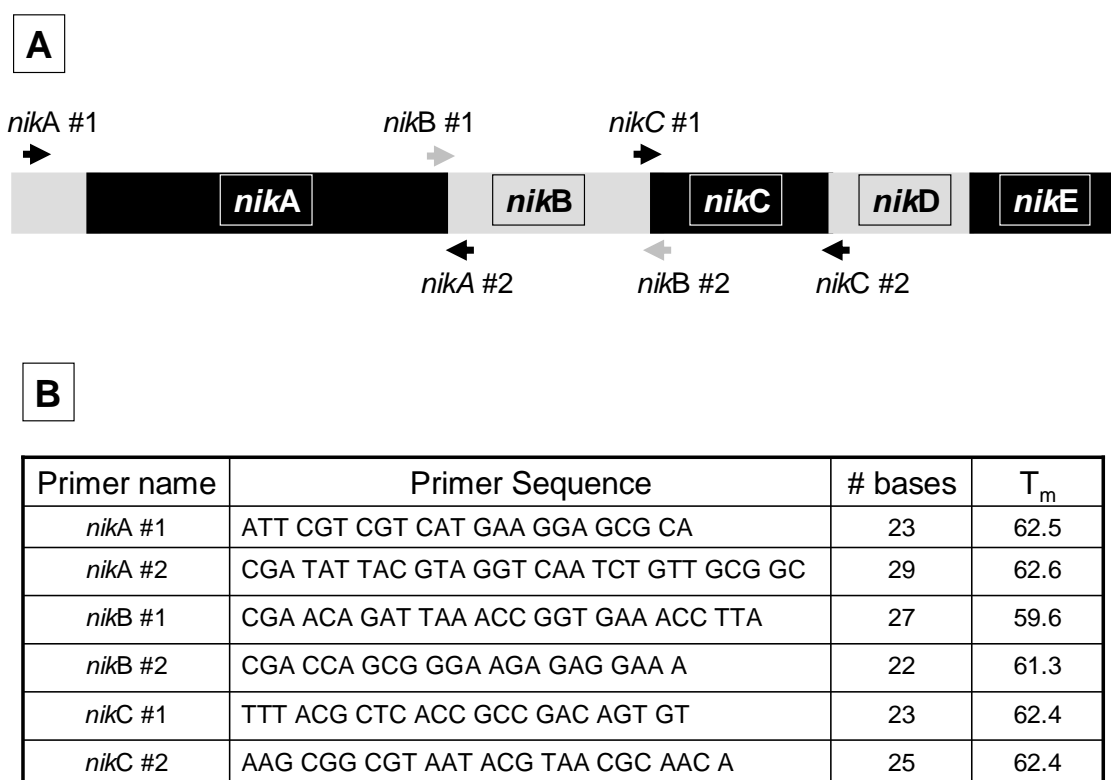 A
nikA #1 nikB #1 nikC #1
nikA nikB nikC nikD nikE
nikA #2 nikB #2 nikC #2
B
Primer name Primer Sequence # bases Tm
nikA #1 ATT CGT CGT CAT GAA GGA GCG CA 23 62.5
nikA #2 CGA TAT TAC GTA GGT CAA TCT GTT GCG GC 29 62.6
nikB #1 CGA ACA GAT TAA ACC GGT GAA ACC TTA 27 59.6
nikB #2 CGA CCA GCG GGA AGA GAG GAA A 22 61.3
nikC #1 TTT ACG CTC ACC GCC GAC AGT GT 23 62.4
nikC #2 AAG CGG CGT AAT ACG TAA CGC AAC A 25 62.4